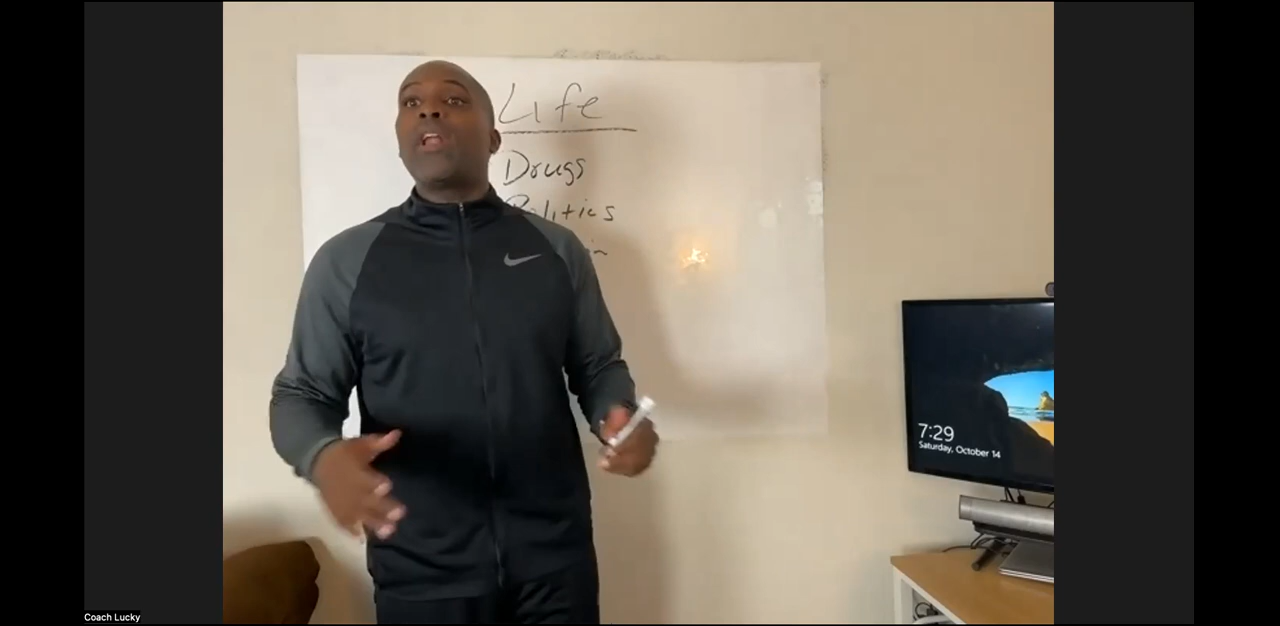 Life
Drugs
Politics
7:29
Saturday, October 14
Coach Lucky